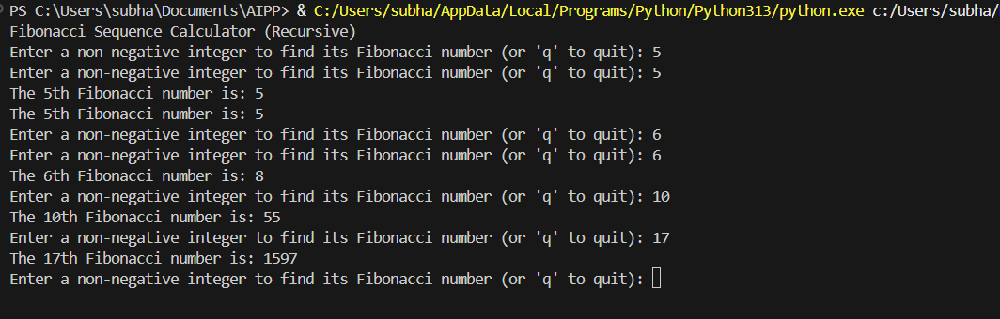 PS C:\Users\subha\Documents\AIPP> & C:/Users/subha/AppData/Local/Programs/Python/Python313/python.exe c:/Users/subha/
Fibonacci Sequence Calculator (Recursive)
Enter a non-negative integer to find its Fibonacci number (or 'q' to quit): 5
Enter a non-negative integer to find its Fibonacci number (or 'q' to quit): 5
The 5th Fibonacci number is: 5
The 5th Fibonacci number is: 5
Enter a non-negative integer to find its Fibonacci number (or 'q' to quit): 6
Enter a non-negative integer to find its Fibonacci number (or 'q' to quit): 6
The 6th Fibonacci number is: 8
Enter a non-negative integer to find its Fibonacci number (or 'q' to quit): 10
The 10th Fibonacci number is: 55
Enter a non-negative integer to find its Fibonacci number (or 'q' to quit): 17
The 17th Fibonacci number is: 1597
Enter a non-negative integer to find its Fibonacci number (or 'q' to quit):